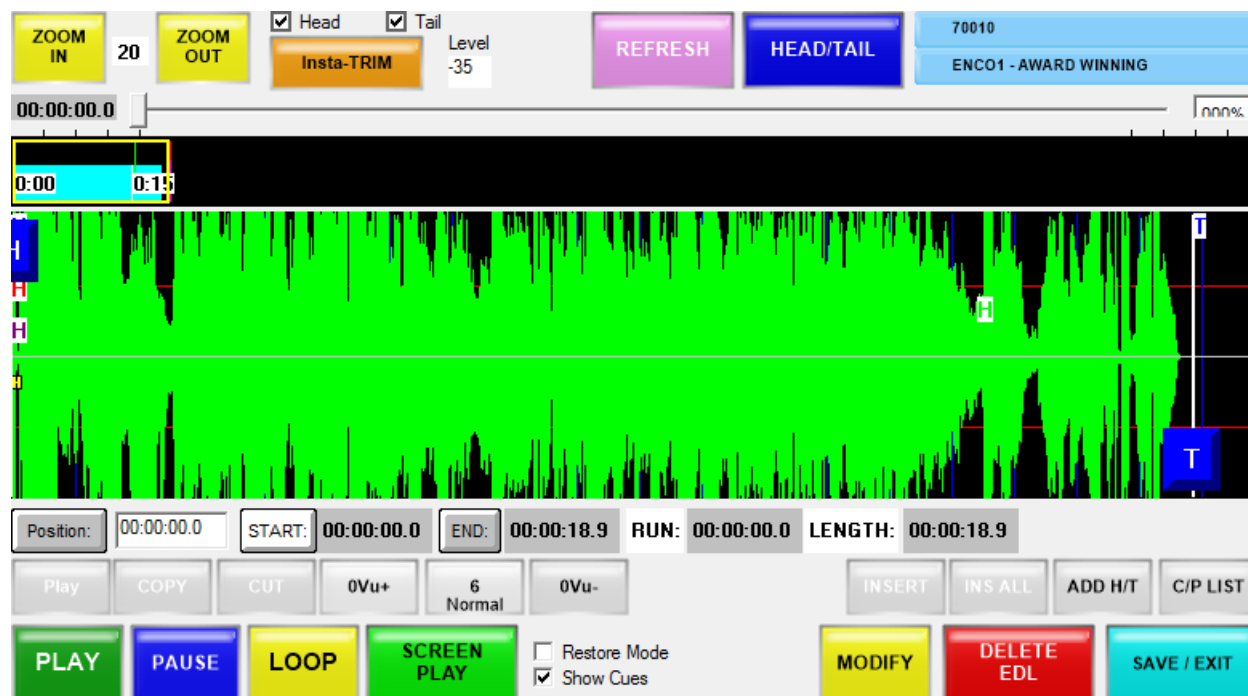 ZOOM IN
20
ZOOM OUT
Head
Tail
Insta-TRIM
Level
-35
REFRESH
HEAD/TAIL
70010
ENCO1 - AWARD WINNING
00:00:00.0
000%
0:00
0:15
H
H
H
H
H
T
T
Position:
00:00:00.0
START:
00:00:00.0
END:
00:00:18.9
RUN:
00:00:00.0
LENGTH:
00:00:18.9
Play
COPY
CUT
0Vu+
6
Normal
0Vu-
INSERT
INS ALL
ADD H/T
C/P LIST
PLAY
PAUSE
LOOP
SCREEN
PLAY
Restore Mode
Show Cues
MODIFY
DELETE
EDL
SAVE / EXIT